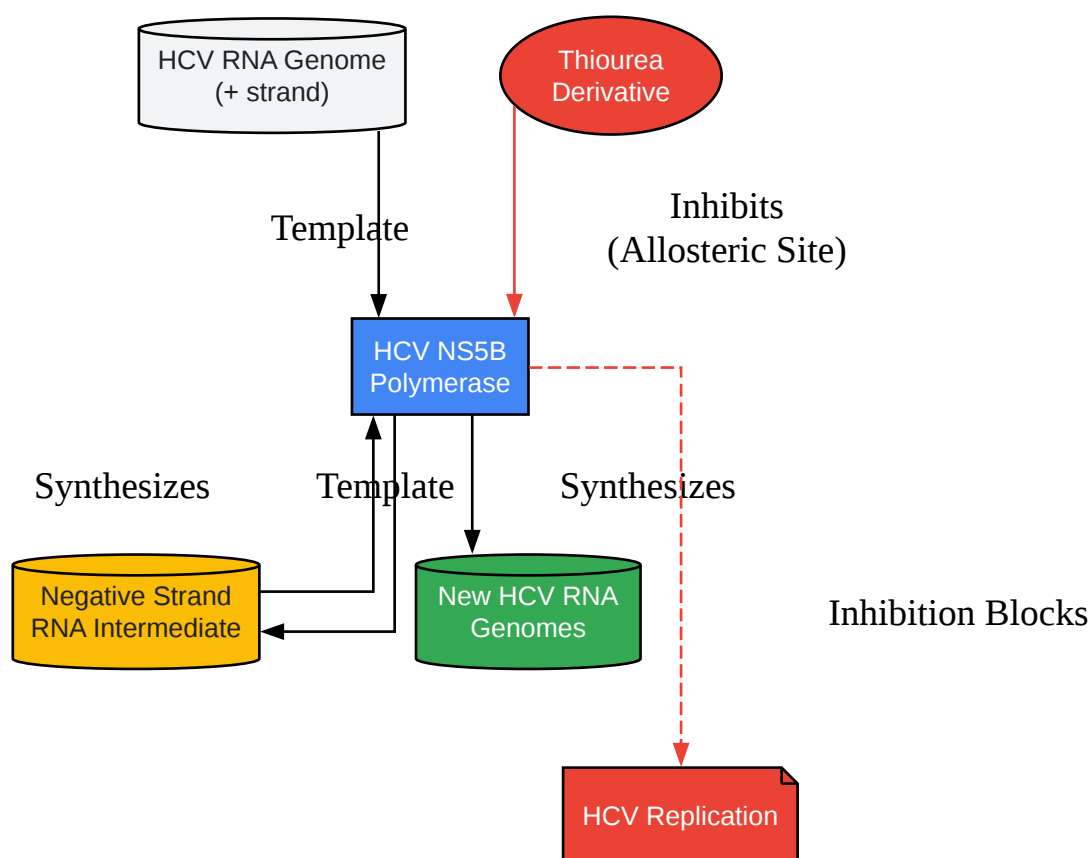 HCV RNA Genome
(+ strand)
Thiourea
Derivative
Template
Inhibits
(Allosteric Site)
HCV NS5B
Polymerase
Synthesizes
Template
Synthesizes
Negative Strand
RNA Intermediate
New HCV RNA
Genomes
Inhibition Blocks
HCV Replication